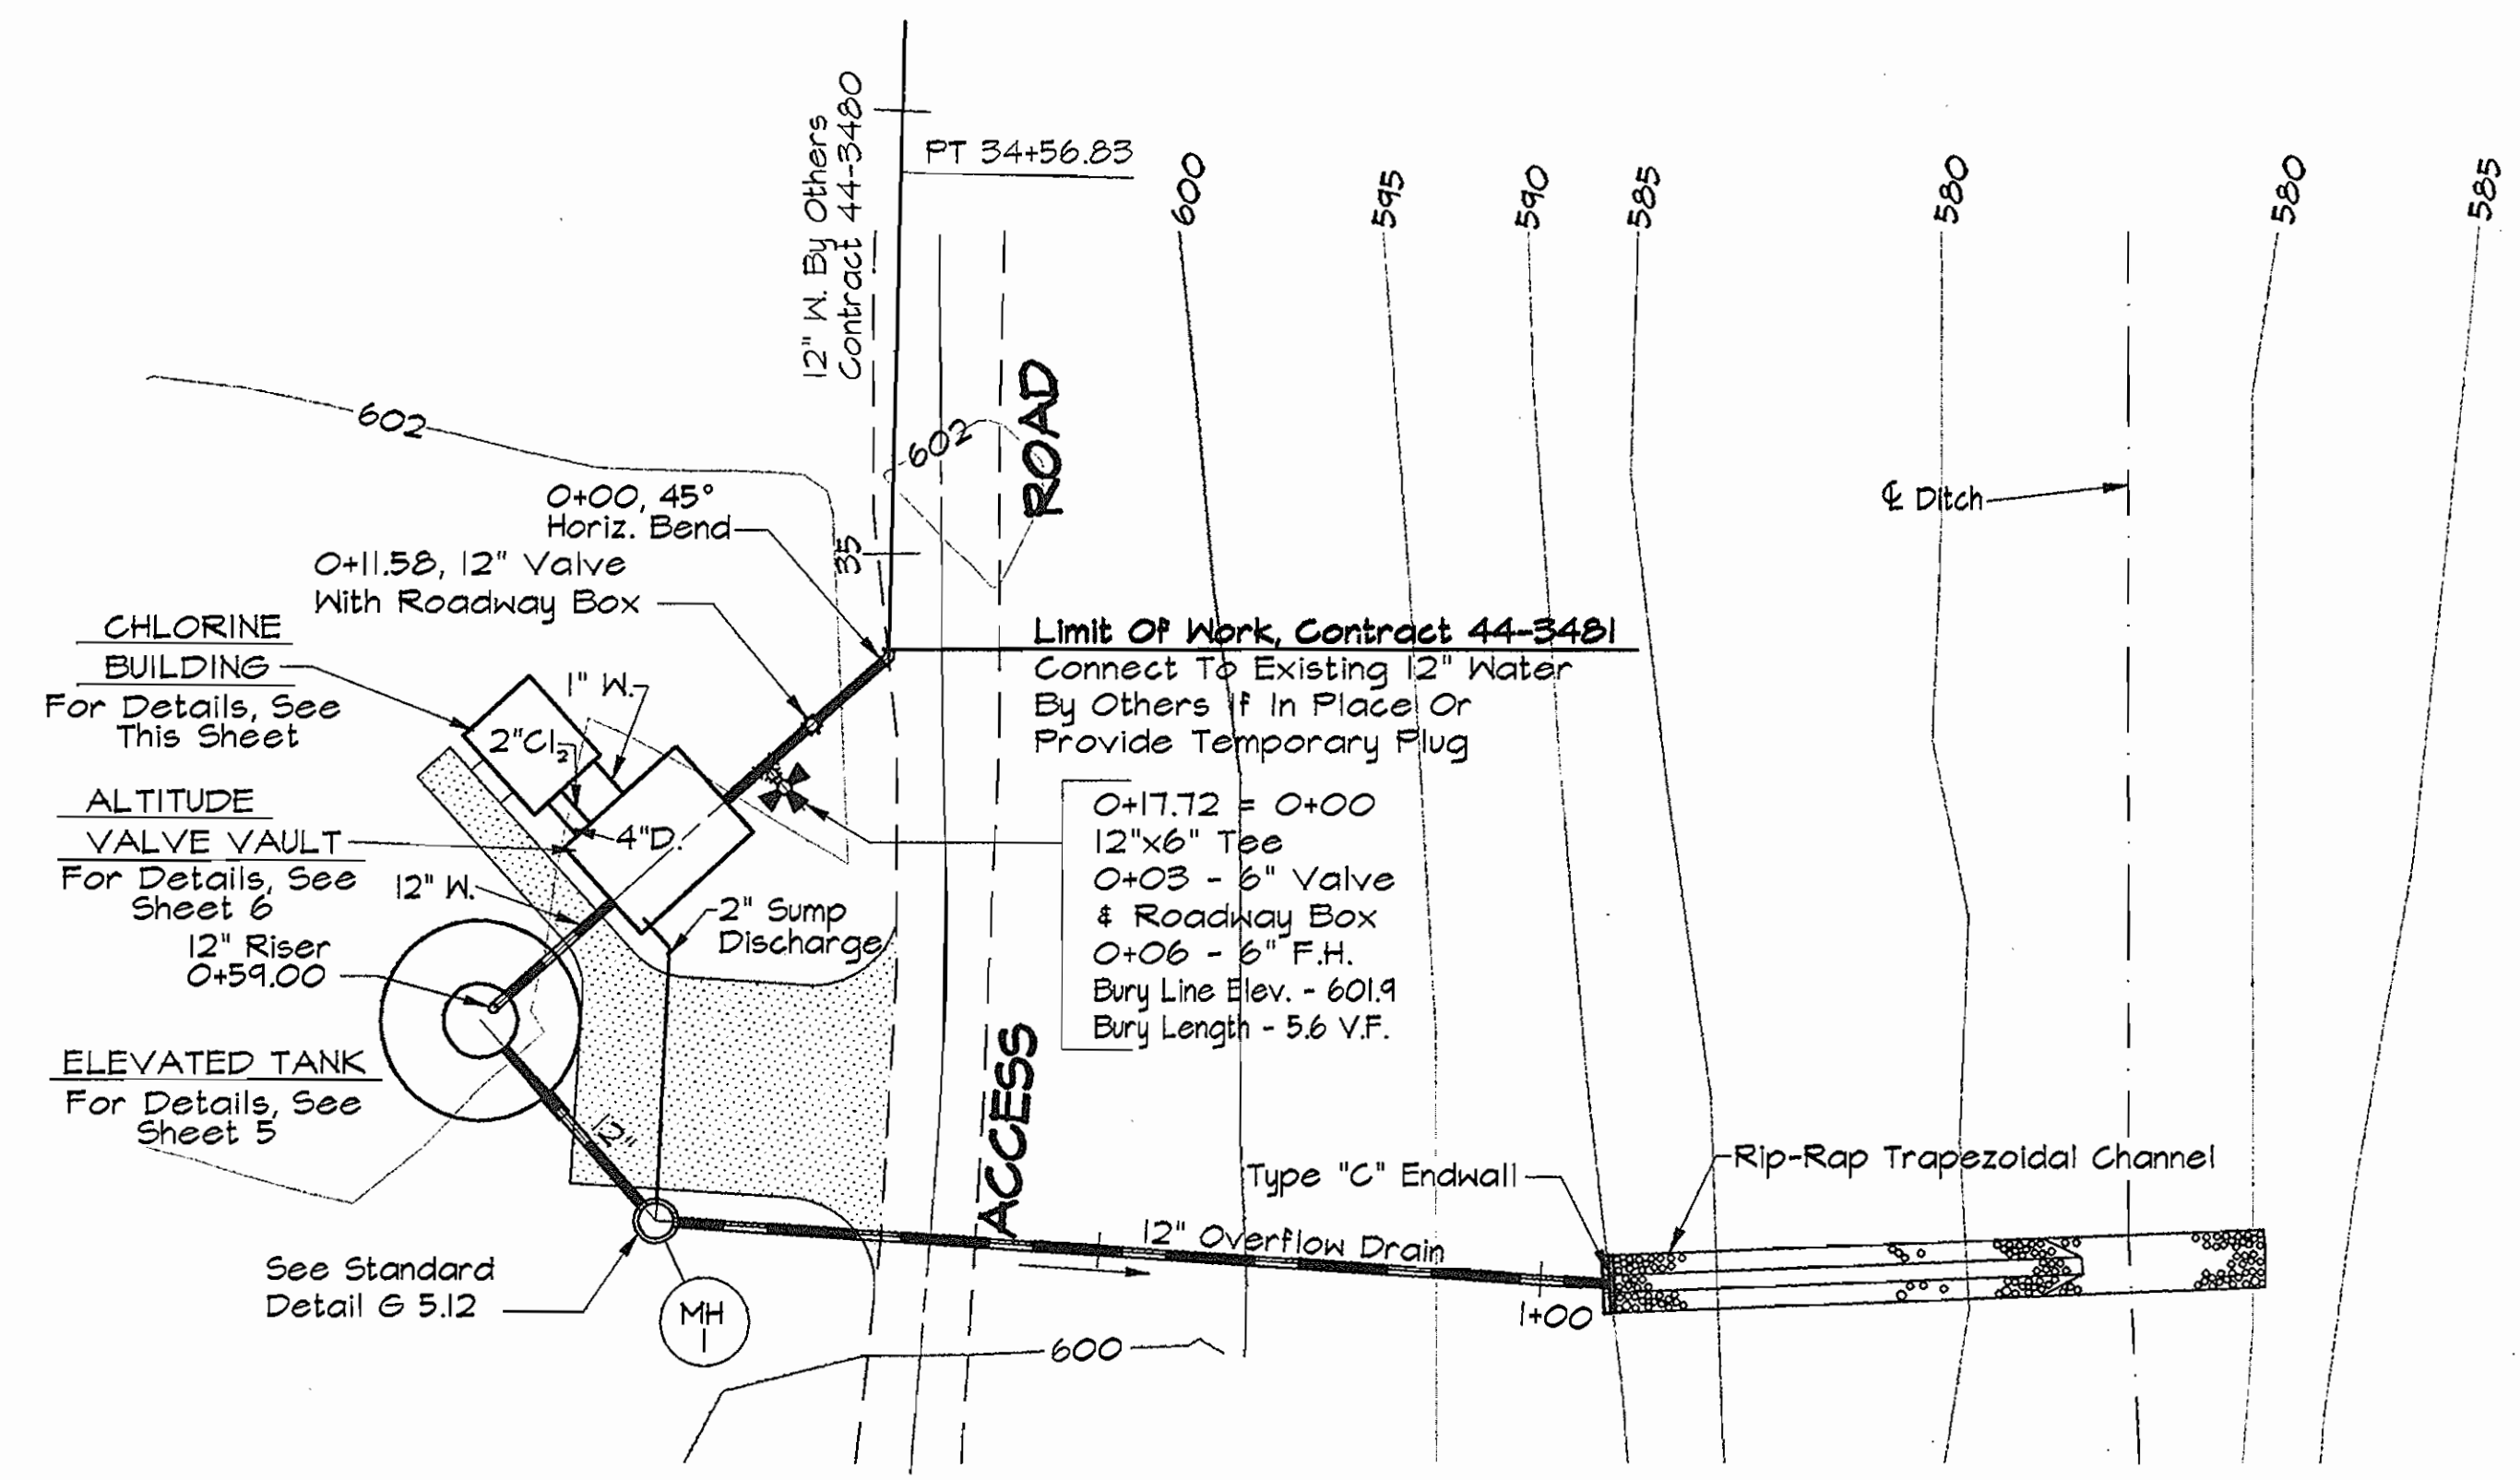 12" W. By Others
Contract 44-3480
PT 34+56.83
600
595
590
585
580
580
585
602
602
ROAD
℄ Ditch
0+00, 45°
Horiz. Bend
35
0+11.58, 12" Valve
With Roadway Box
CHLORINE
BUILDING
For Details, See
This Sheet
1" W.
2"Cl₂
Limit Of Work, Contract 44-3481
Connect To Existing 12" Water
By Others If In Place Or
Provide Temporary Plug
ALTITUDE
VALVE VAULT
For Details, See
Sheet 6
4"D.
12" W.
0+17.72 = 0+00
12"x6" Tee
0+03 - 6" Valve
& Roadway Box
0+06 - 6" F.H.
Bury Line Elev. - 601.9
Bury Length - 5.6 V.F.
2" Sump
Discharge
12" Riser
0+59.00
ELEVATED TANK
For Details, See
Sheet 5
12"
ACCESS
Type "C" Endwall
Rip-Rap Trapezoidal Channel
12" Overflow Drain
1+00
See Standard
Detail G 5.12
MH
1
600